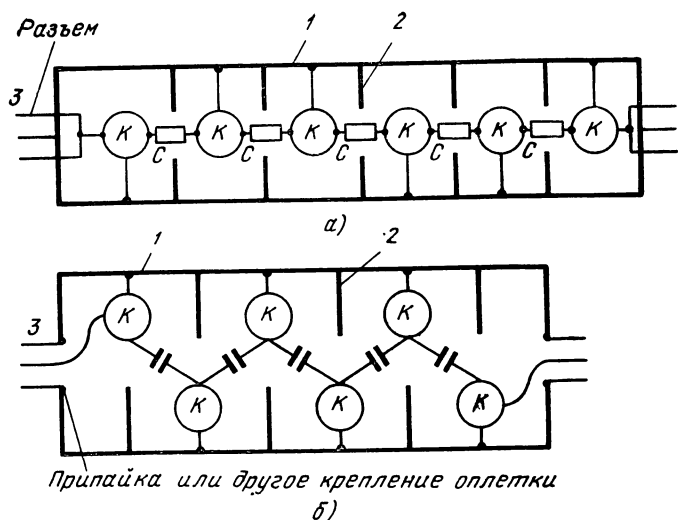 Разъем
1
2
3
К С К С К С К С К С К
а)
1
2
3
К К К
К К К
Припайка или другое крепление оплетки
б)